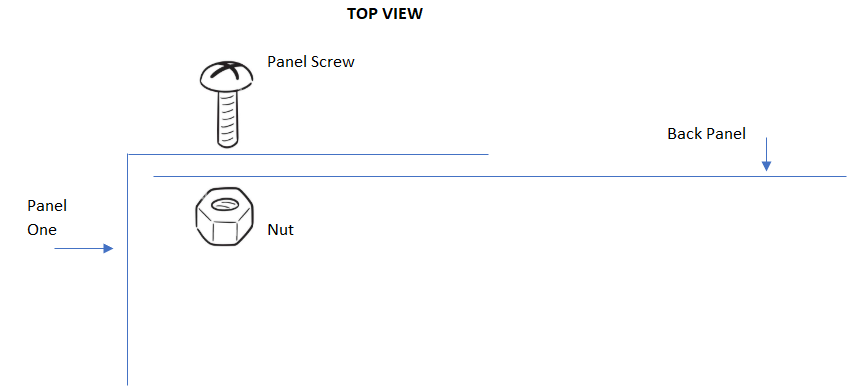 TOP VIEW
Panel Screw
Back Panel
Panel
One
Nut